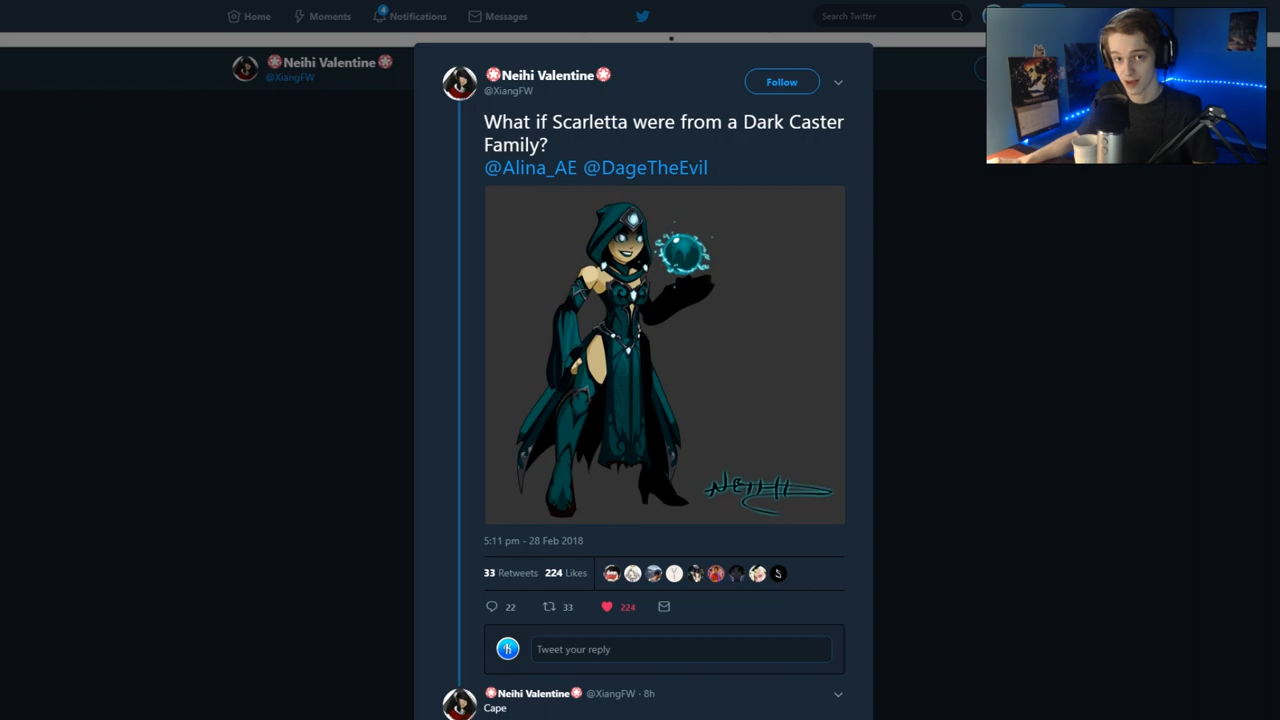 Home
Moments
4
Notifications
Messages
Search Twitter
Neihi Valentine
@XiangFW
Neihi Valentine
@XiangFW
Follow
What if Scarletta were from a Dark Caster
Family?
@Alina_AE @DageTheEvil
NEIHI
5:11 pm - 28 Feb 2018
33 Retweets 224 Likes
22
33
224
Tweet your reply
Neihi Valentine @XiangFW · 8h
Cape